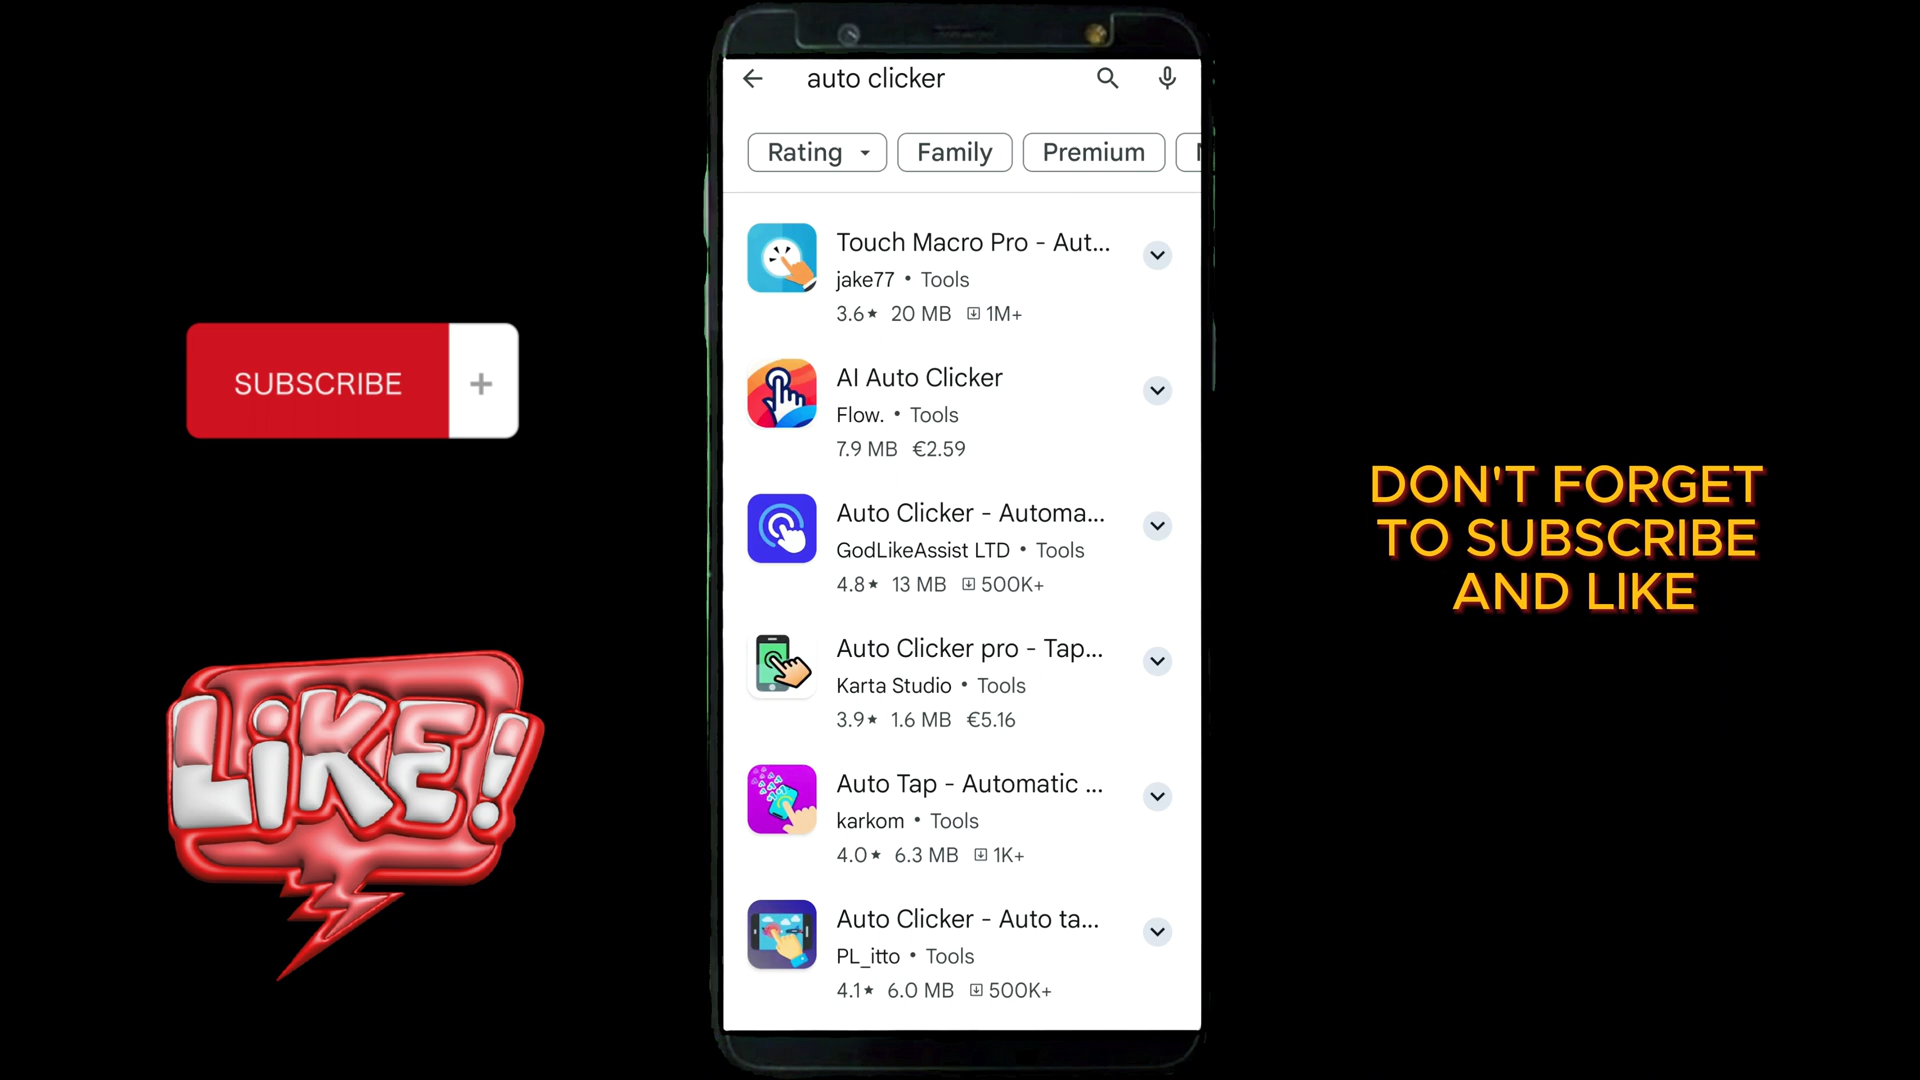 auto clicker
Rating
Family
Premium
Touch Macro Pro - Aut...
jake77 • Tools
3.6★ 20 MB 1M+
AI Auto Clicker
Flow. • Tools
7.9 MB €2.59
Auto Clicker - Automa...
GodLikeAssist LTD • Tools
4.8★ 13 MB 500K+
Auto Clicker pro - Tap...
Karta Studio • Tools
3.9★ 1.6 MB €5.16
Auto Tap - Automatic ...
karkom • Tools
4.0★ 6.3 MB 1K+
Auto Clicker - Auto ta...
PL_itto • Tools
4.1★ 6.0 MB 500K+
SUBSCRIBE +
LiKE!
DON'T FORGET
TO SUBSCRIBE
AND LIKE